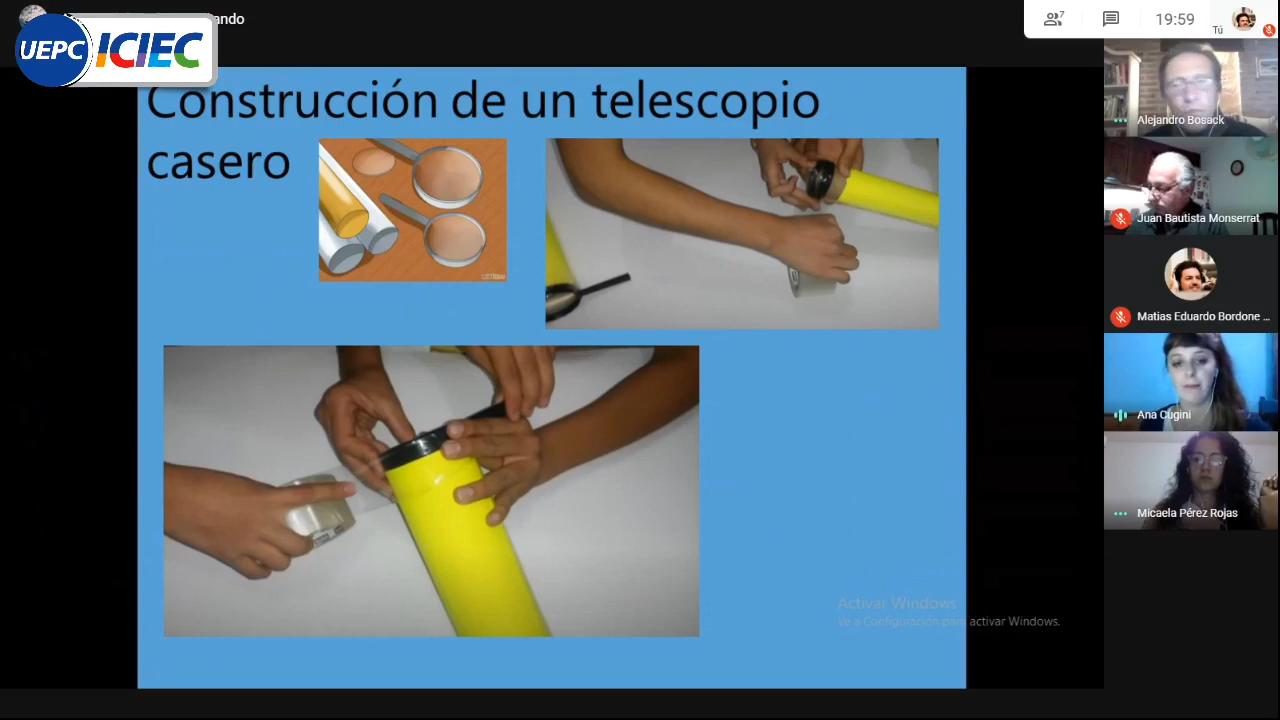 ando
UEPC ICIEC
7
19:59
Tú
Construcción de un telescopio
casero
Alejandro Bosack
Juan Bautista Monserrat
Matias Eduardo Bordone ...
Ana Cugini
Micaela Pérez Rojas
Activar Windows
Ve a Configuración para activar Windows.